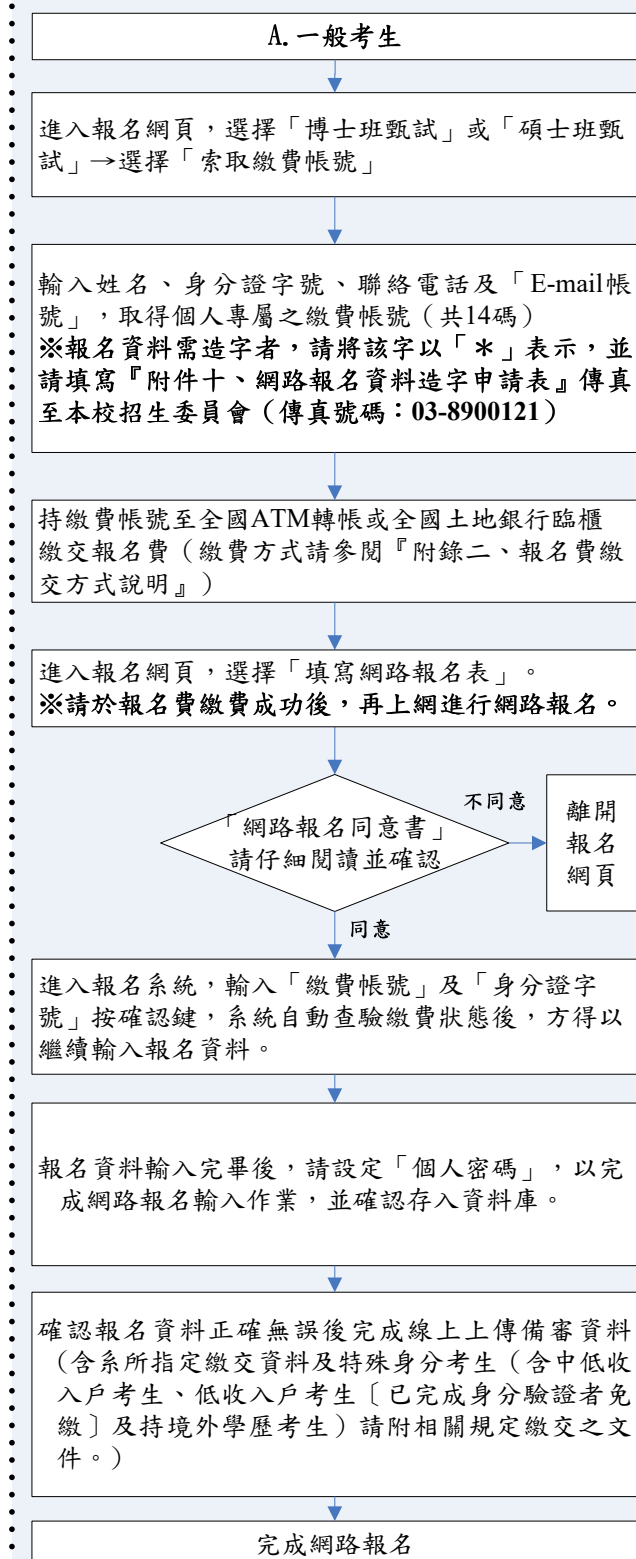 A.一般考生
進入報名網頁，選擇「博士班甄試」或「碩士班甄
試」→選擇「索取繳費帳號」
輸入姓名、身分證字號、聯絡電話及「E-mail帳
號」，取得個人專屬之繳費帳號（共14碼）
※報名資料需造字者，請將該字以「＊」表示，並
請填寫『附件十、網路報名資料造字申請表』傳真
至本校招生委員會（傳真號碼：03-8900121）
持繳費帳號至全國ATM轉帳或全國土地銀行臨櫃
繳交報名費（繳費方式請參閱『附錄二、報名費繳
交方式說明』）
進入報名網頁，選擇「填寫網路報名表」。
※請於報名費繳費成功後，再上網進行網路報名。
「網路報名同意書」
請仔細閱讀並確認
不同意
離開
報名
網頁
同意
進入報名系統，輸入「繳費帳號」及「身分證字
號」按確認鍵，系統自動查驗繳費狀態後，方得以
繼續輸入報名資料。
報名資料輸入完畢後，請設定「個人密碼」，以完
成網路報名輸入作業，並確認存入資料庫。
確認報名資料正確無誤後完成線上上傳備審資料
（含系所指定繳交資料及特殊身分考生（含中低收
入戶考生、低收入戶考生〔已完成身分驗證者免
繳〕及持境外學歷考生）請附相關規定繳交之文
件。）
完成網路報名